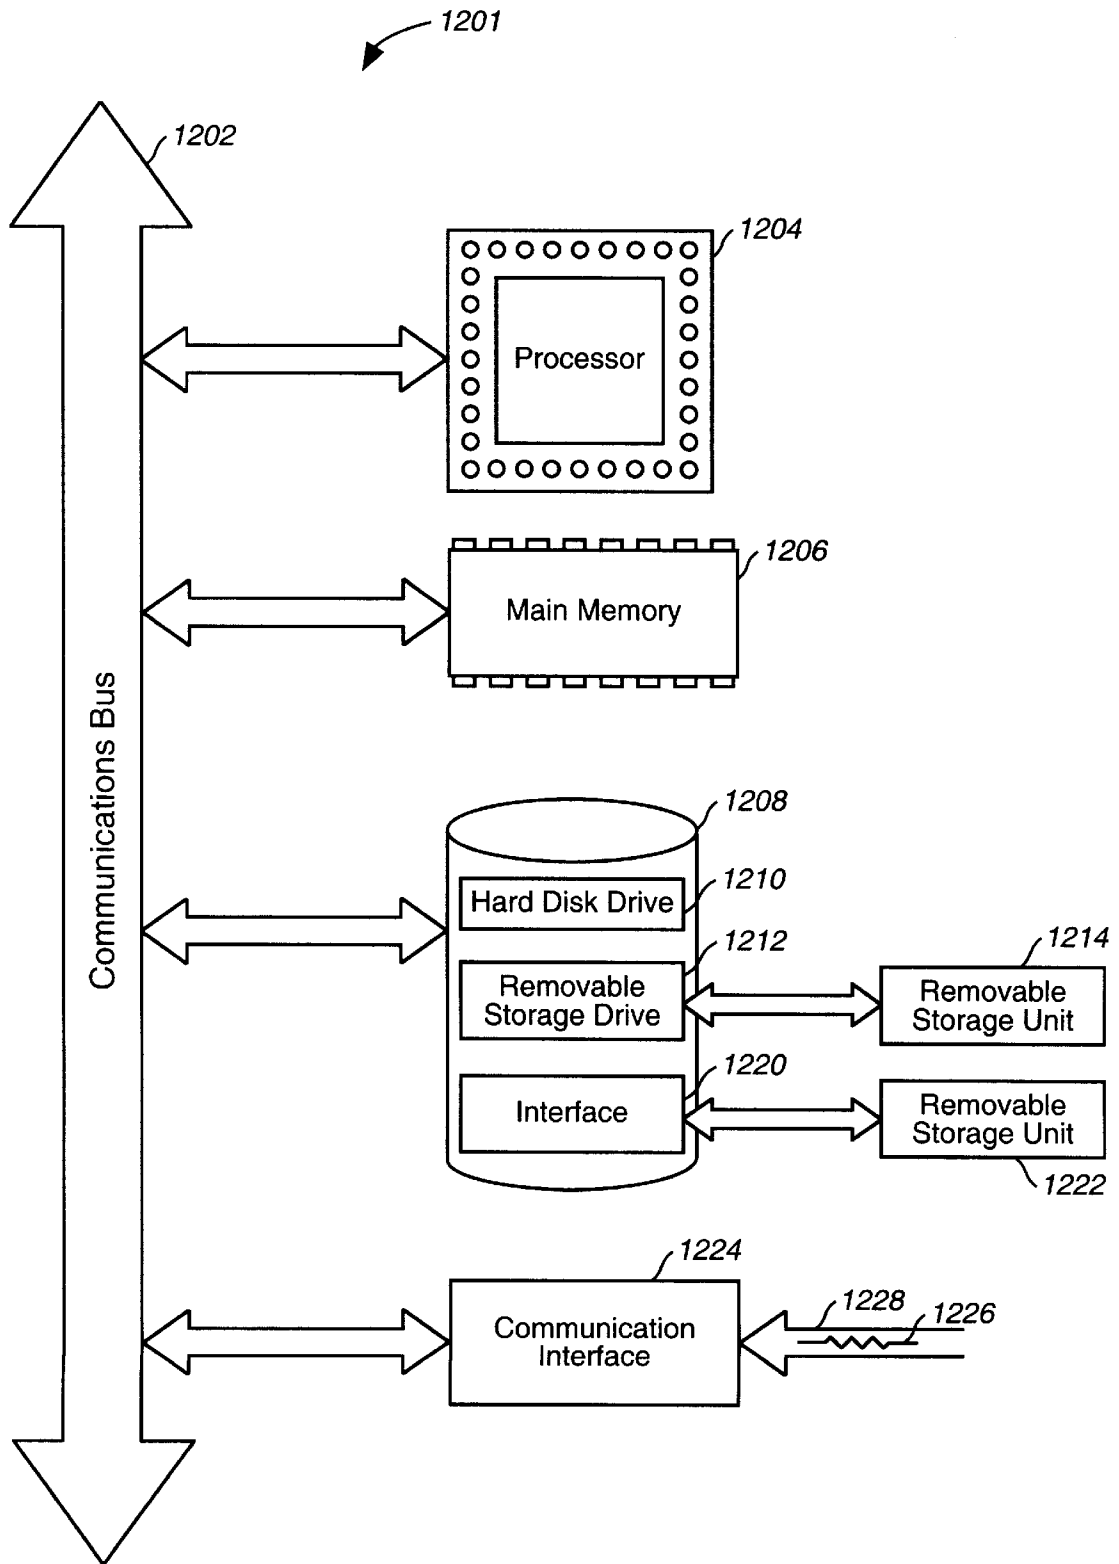 1201
1202
1204
Processor
1206
Main Memory
Communications Bus
1208
Hard Disk Drive
1210
1212
Removable
Storage Drive
1214
Removable
Storage Unit
1220
Interface
Removable
Storage Unit
1222
1224
Communication
Interface
1228
1226